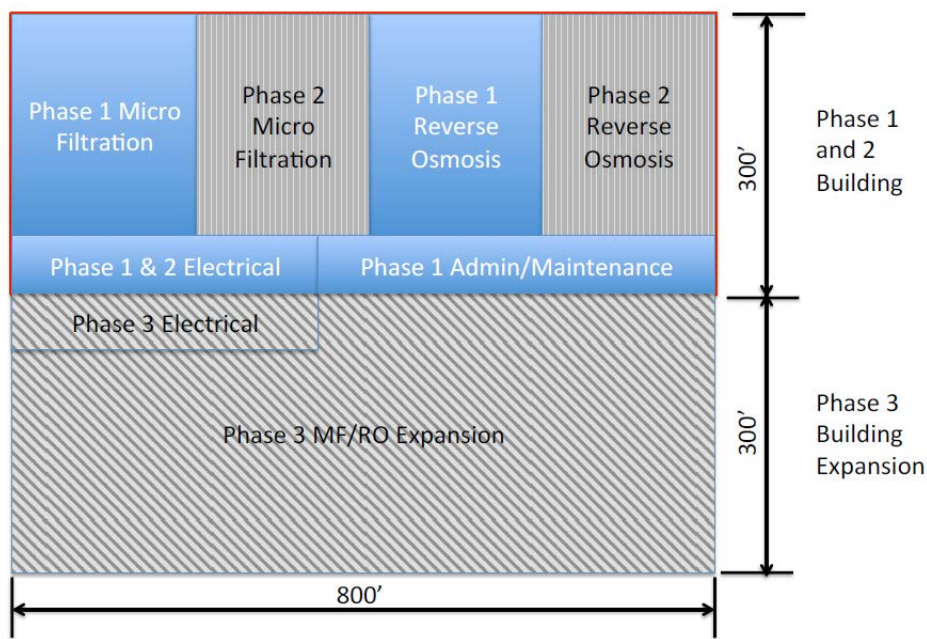 Phase 1 Micro
Filtration
Phase 2
Micro
Filtration
Phase 1
Reverse
Osmosis
Phase 2
Reverse
Osmosis
300’
Phase 1
and 2
Building
Phase 1 & 2 Electrical
Phase 1 Admin/Maintenance
Phase 3 Electrical
Phase 3 MF/RO Expansion
300’
Phase 3
Building
Expansion
800’